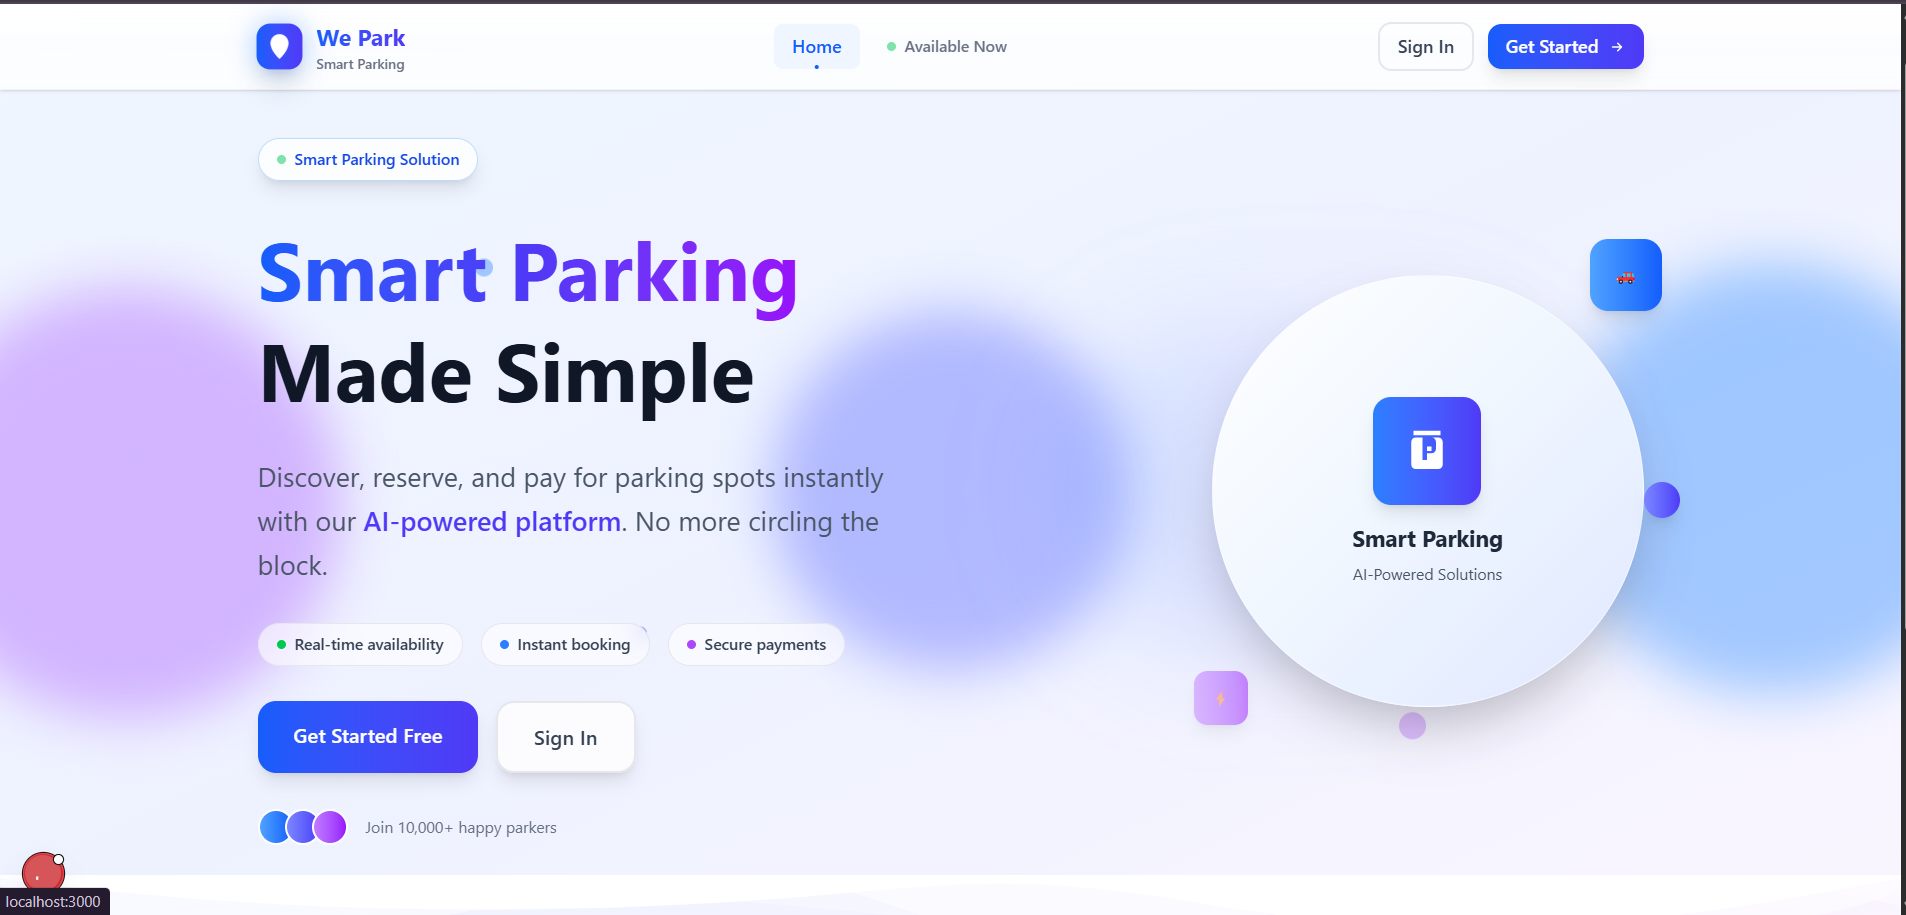 We Park
Smart Parking
Home
Available Now
Sign In
Get Started →
Smart Parking Solution
Smart Parking
Made Simple
Discover, reserve, and pay for parking spots instantly
with our AI-powered platform. No more circling the
block.
Real-time availability
Instant booking
Secure payments
Get Started Free
Sign In
Join 10,000+ happy parkers
P
Smart Parking
AI-Powered Solutions
localhost:3000